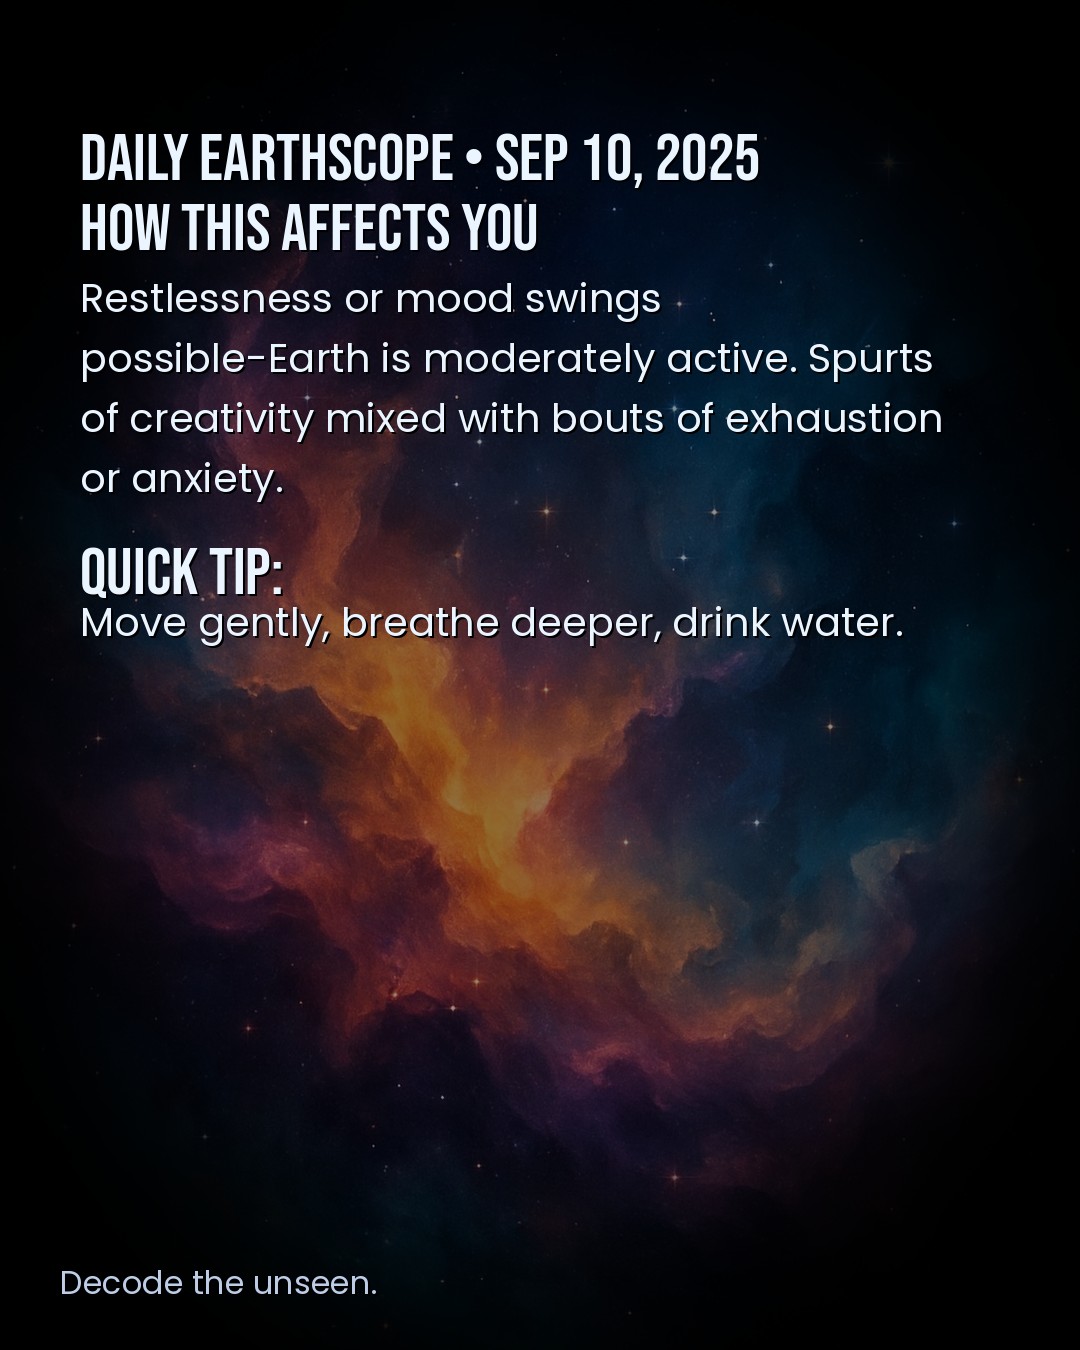 DAILY EARTHSCOPE • SEP 10, 2025
HOW THIS AFFECTS YOU
Restlessness or mood swings
possible-Earth is moderately active. Spurts
of creativity mixed with bouts of exhaustion
or anxiety.
QUICK TIP:
Move gently, breathe deeper, drink water.
Decode the unseen.